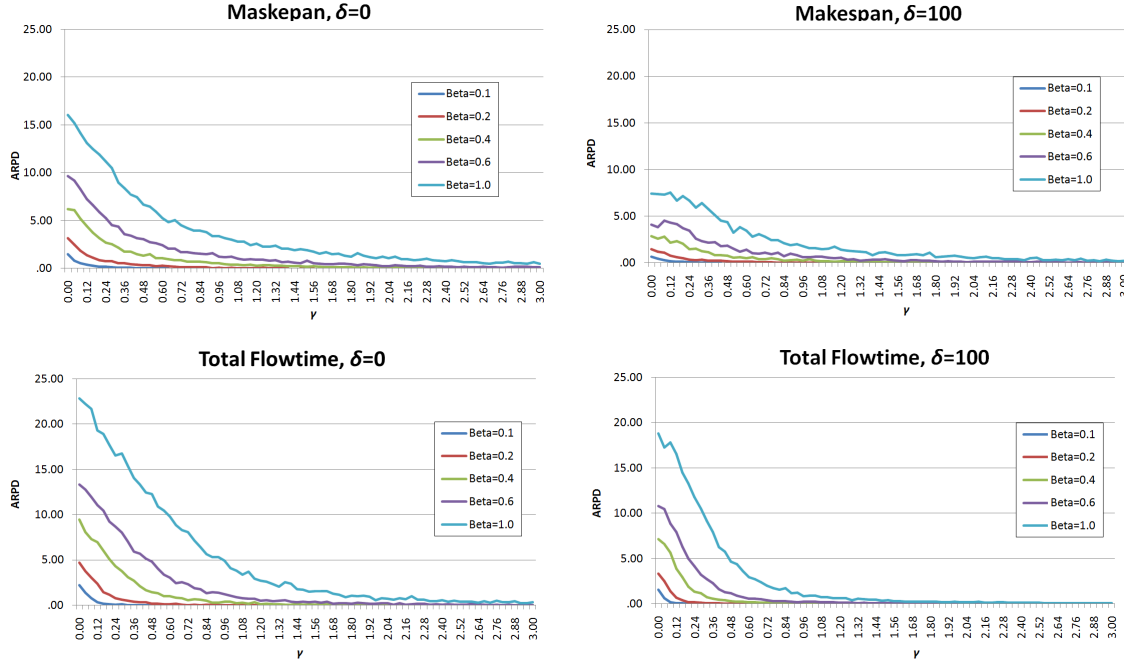 Maskepan, δ=0
25.00
20.00
15.00
10.00
5.00
.00
ARPD
Beta=0.1
Beta=0.2
Beta=0.4
Beta=0.6
Beta=1.0
0.00 0.12 0.24 0.36 0.48 0.60 0.72 0.84 0.96 1.08 1.20 1.32 1.44 1.56 1.68 1.80 1.92 2.04 2.16 2.28 2.40 2.52 2.64 2.76 2.88 3.00
γ
Makespan, δ=100
25.00
20.00
15.00
10.00
5.00
.00
ARPD
Beta=0.1
Beta=0.2
Beta=0.4
Beta=0.6
Beta=1.0
0.00 0.12 0.24 0.36 0.48 0.60 0.72 0.84 0.96 1.08 1.20 1.32 1.44 1.56 1.68 1.80 1.92 2.04 2.16 2.28 2.40 2.52 2.64 2.76 2.88 3.00
γ
Total Flowtime, δ=0
25.00
20.00
15.00
10.00
5.00
.00
ARPD
Beta=0.1
Beta=0.2
Beta=0.4
Beta=0.6
Beta=1.0
0.00 0.12 0.24 0.36 0.48 0.60 0.72 0.84 0.96 1.08 1.20 1.32 1.44 1.56 1.68 1.80 1.92 2.04 2.16 2.28 2.40 2.52 2.64 2.76 2.88 3.00
γ
Total Flowtime, δ=100
25.00
20.00
15.00
10.00
5.00
.00
ARPD
Beta=0.1
Beta=0.2
Beta=0.4
Beta=0.6
Beta=1.0
0.00 0.12 0.24 0.36 0.48 0.60 0.72 0.84 0.96 1.08 1.20 1.32 1.44 1.56 1.68 1.80 1.92 2.04 2.16 2.28 2.40 2.52 2.64 2.76 2.88 3.00
γ